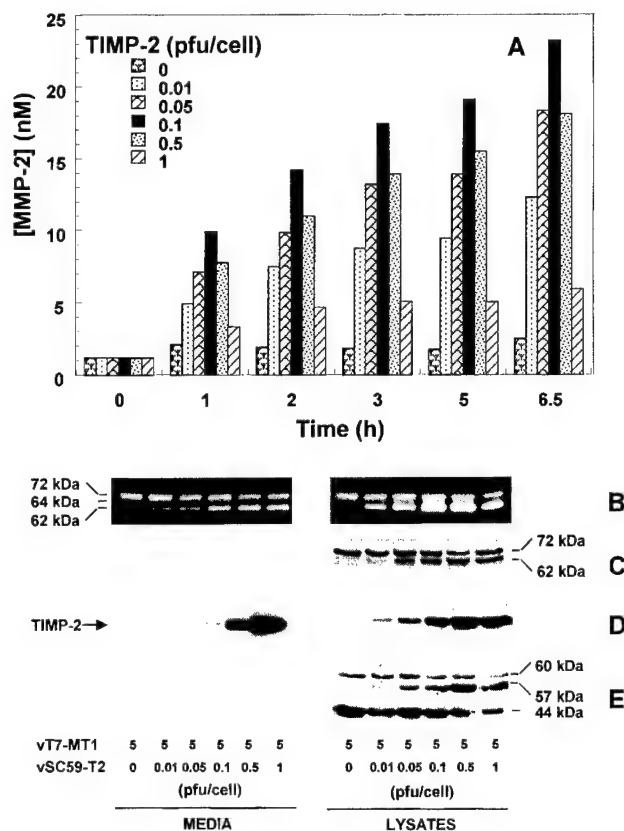 TIMP-2 (pfu/cell)
0
0.01
0.05
0.1
0.5
1
A
[MMP-2] (nM)
25
20
15
10
5
0
0 1 2 3 5 6.5
Time (h)
72 kDa
64 kDa
62 kDa
B
72 kDa
62 kDa
C
TIMP-2
D
60 kDa
57 kDa
44 kDa
E
vT7-MT1 5 5 5 5 5 5 5 5 5 5 5 5
vSC59-T2 0 0.01 0.05 0.1 0.5 1 0 0.01 0.05 0.1 0.5 1
(pfu/cell) (pfu/cell)
MEDIA LYSATES